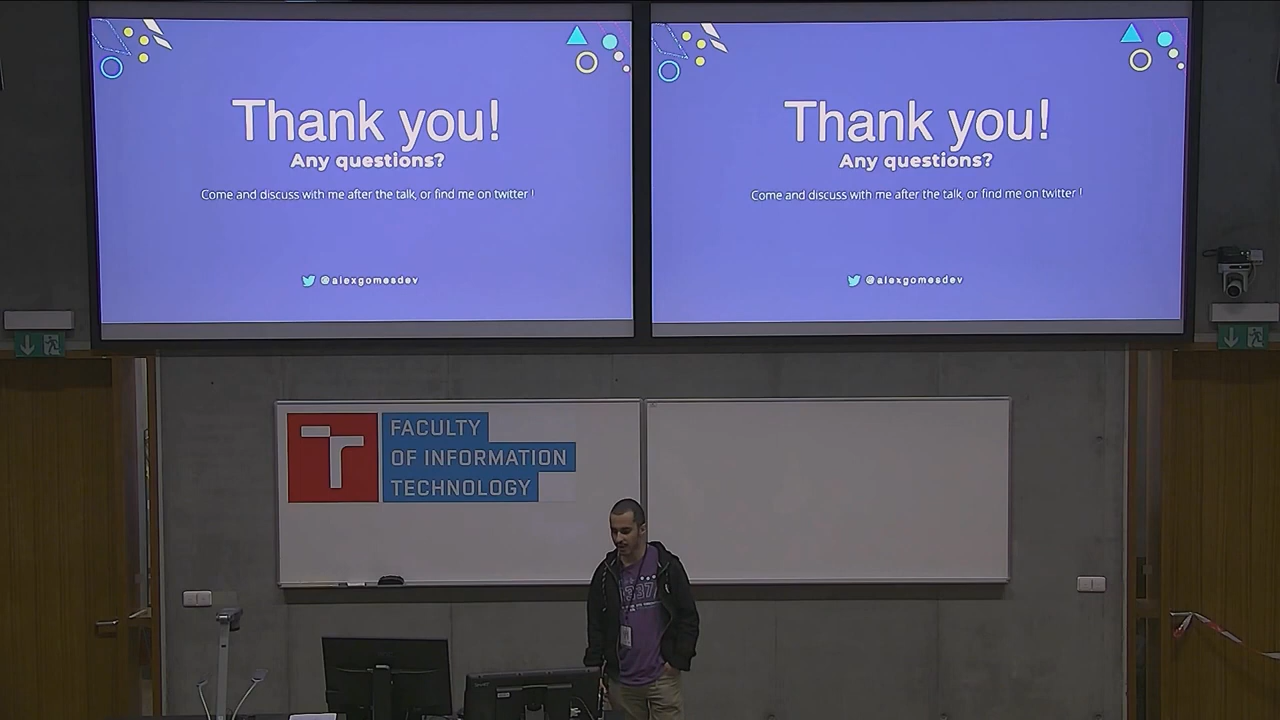 Thank you!
Any questions?
Come and discuss with me after the talk, or find me on twitter !
@alexgomesdev
Thank you!
Any questions?
Come and discuss with me after the talk, or find me on twitter !
@alexgomesdev
FACULTY
OF INFORMATION
TECHNOLOGY